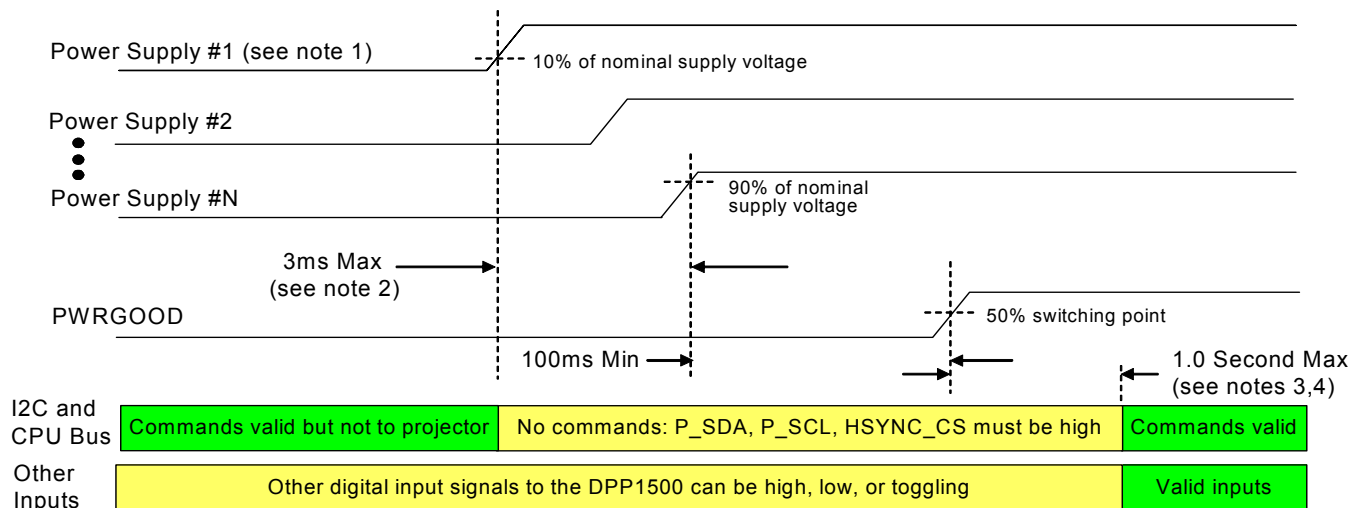 Power Supply #1 (see note 1)
10% of nominal supply voltage
Power Supply #2
Power Supply #N
90% of nominal
supply voltage
3ms Max
(see note 2)
PWRGOOD
50% switching point
100ms Min
1.0 Second Max
(see notes 3,4)
I2C and
CPU Bus
Commands valid but not to projector
No commands: P_SDA, P_SCL, HSYNC_CS must be high
Commands valid
Other
Inputs
Other digital input signals to the DPP1500 can be high, low, or toggling
Valid inputs